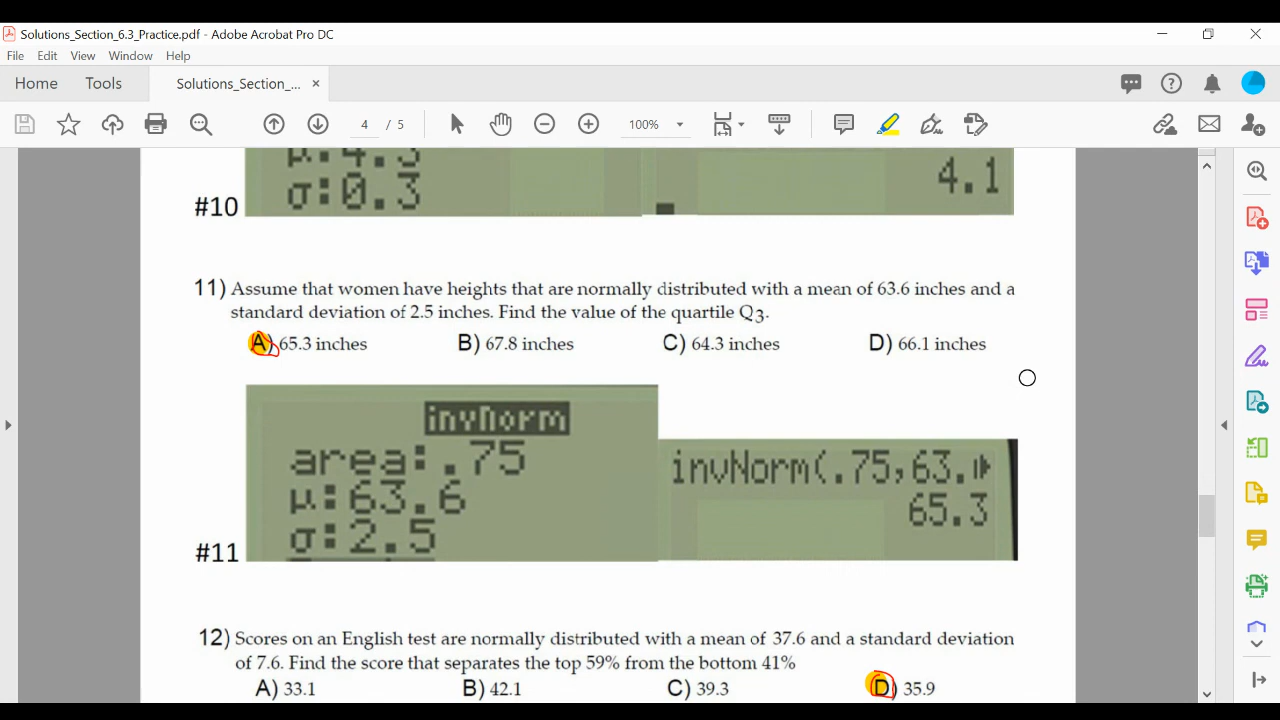 Solutions_Section_6.3_Practice.pdf - Adobe Acrobat Pro DC
File Edit View Window Help
Home Tools Solutions_Section_... ×
4 / 5 100%
μ:4.3
σ:0.3
4.1
#10
11) Assume that women have heights that are normally distributed with a mean of 63.6 inches and a
standard deviation of 2.5 inches. Find the value of the quartile Q3.
A) 65.3 inches B) 67.8 inches C) 64.3 inches D) 66.1 inches
invNorm
area:.75
μ:63.6
σ:2.5
invNorm(.75,63.
65.3
#11
12) Scores on an English test are normally distributed with a mean of 37.6 and a standard deviation
of 7.6. Find the score that separates the top 59% from the bottom 41%
A) 33.1 B) 42.1 C) 39.3 D) 35.9